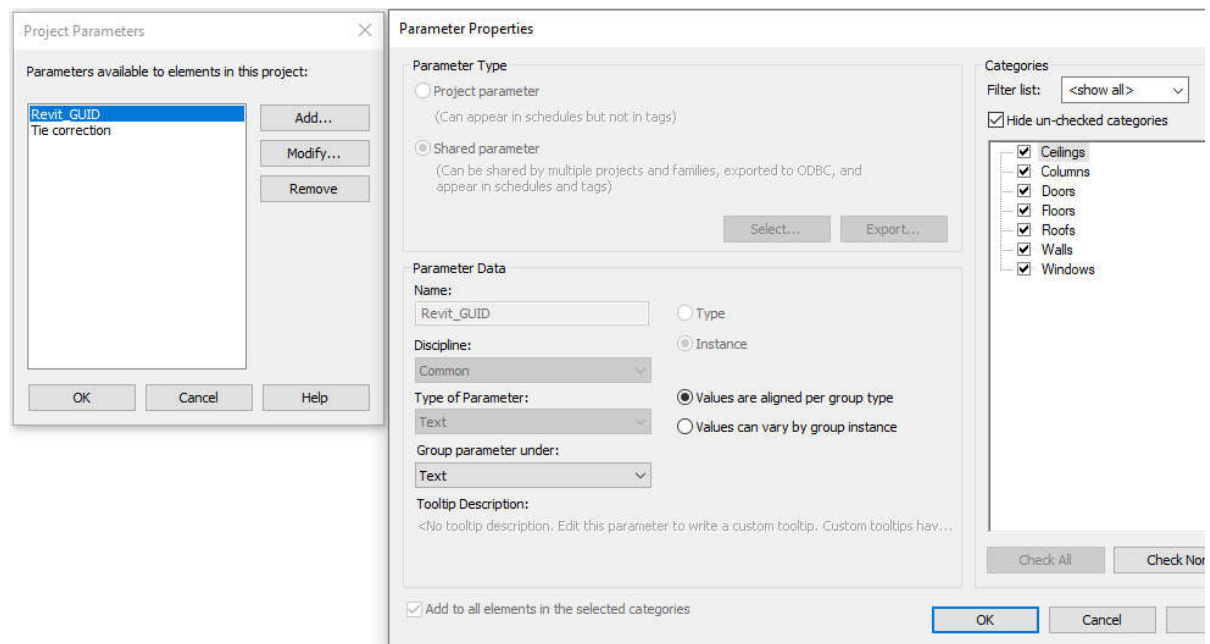 Project Parameters
Parameters available to elements in this project:
Revit_GUID
Tie correction
Add...
Modify...
Remove
OK
Cancel
Help
Parameter Properties
Parameter Type
Project parameter
(Can appear in schedules but not in tags)
Shared parameter
(Can be shared by multiple projects and families, exported to ODBC, and
appear in schedules and tags)
Select...
Export...
Parameter Data
Name:
Revit_GUID
Type
Discipline:
Instance
Common
Type of Parameter:
Values are aligned per group type
Text
Values can vary by group instance
Group parameter under:
Text
Tooltip Description:
<No tooltip description. Edit this parameter to write a custom tooltip. Custom tooltips hav...
Add to all elements in the selected categories
Categories
Filter list:
<show all>
Hide un-checked categories
Ceilings
Columns
Doors
Floors
Roofs
Walls
Windows
Check All
Check Nor
OK
Cancel